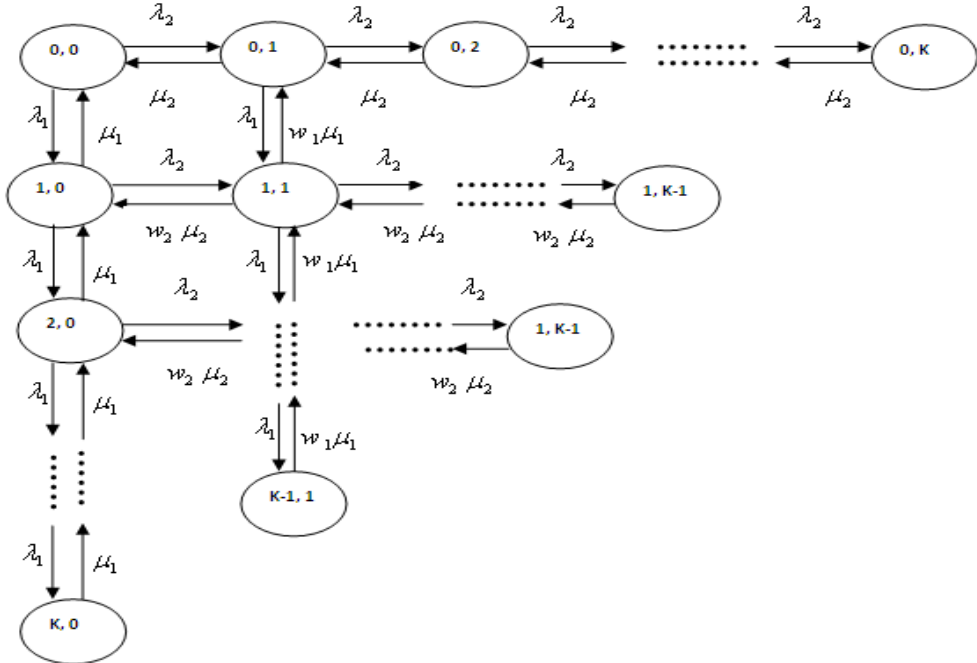 λ₂ λ₂ λ₂ λ₂
0, 0 0, 1 0, 2 0, K
μ₂ μ₂ μ₂ μ₂
λ₁ μ₁ λ₁ w₁μ₁
λ₂ λ₂ λ₂
1, 0 1, 1 1, K-1
w₂ μ₂ w₂ μ₂ w₂ μ₂
λ₁ μ₁ λ₁ w₁μ₁
λ₂ λ₂
2, 0 1, K-1
w₂ μ₂ w₂ μ₂
λ₁ μ₁ λ₁ w₁μ₁
K-1, 1
λ₁ μ₁
K, 0